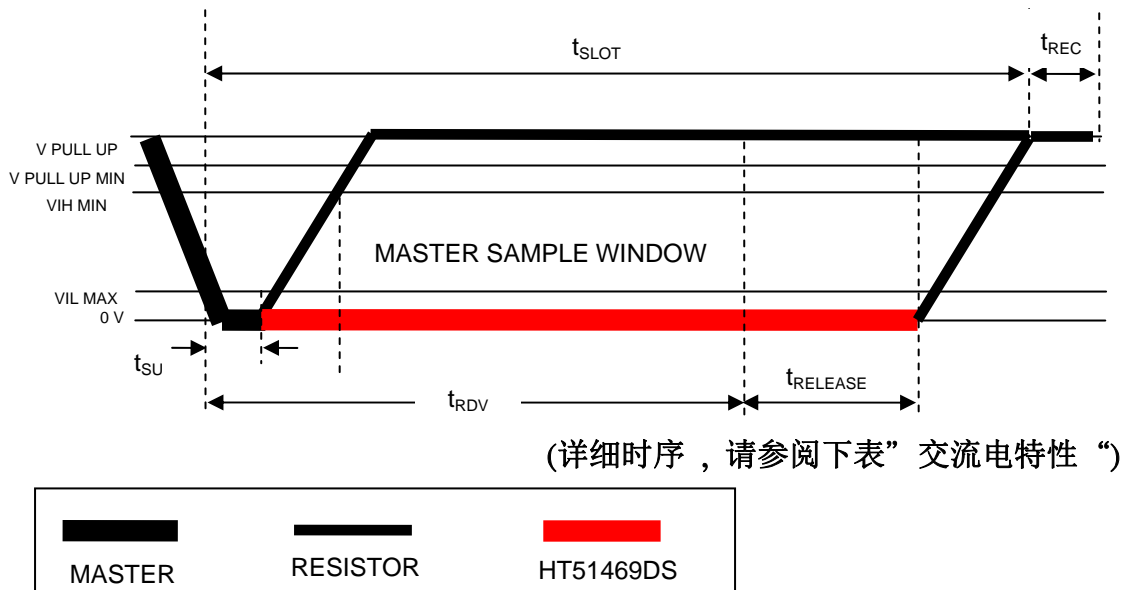 tSLOT
tREC
V PULL UP
V PULL UP MIN
VIH MIN
MASTER SAMPLE WINDOW
VIL MAX
0 V
tSU
tRDV
tRELEASE
(详细时序，请参阅下表”交流电特性“)
MASTER
RESISTOR
HT51469DS